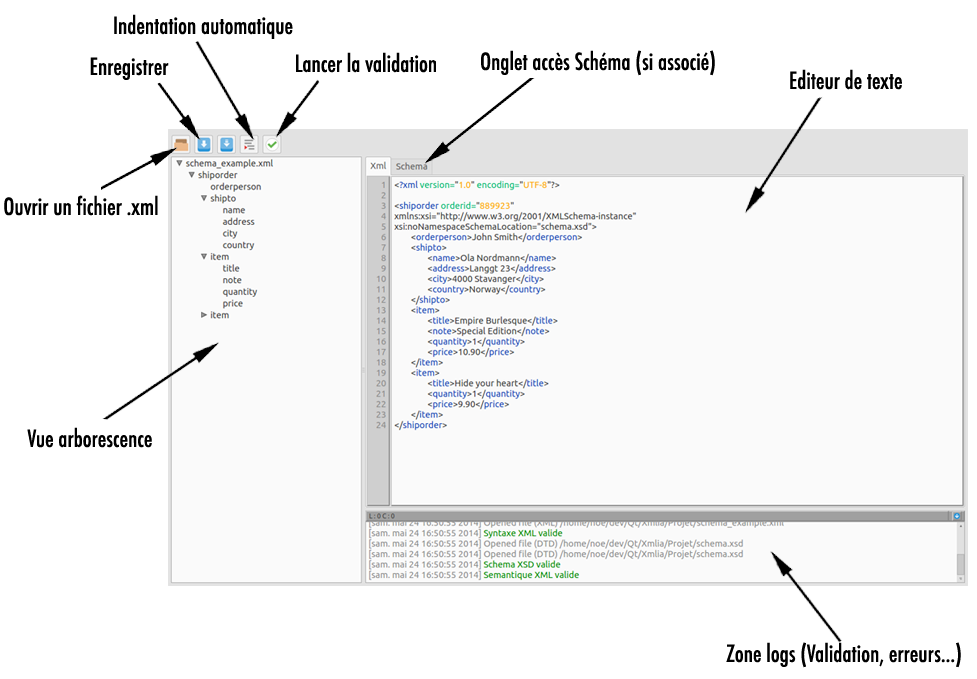 Indentation automatique
Enregistrer
Lancer la validation
Onglet accès Schéma (si associé)
Editeur de texte
Ouvrir un fichier .xml
Vue arborescence
schema_example.xml
shiporder
orderperson
shipto
name
address
city
country
item
title
note
quantity
price
item
Xml Schema
1 <?xml version="1.0" encoding="UTF-8"?>
2
3 <shiporder orderid="889923"
4 xmlns:xsi="http://www.w3.org/2001/XMLSchema-instance"
5 xsi:noNamespaceSchemaLocation="schema.xsd">
6 <orderperson>John Smith</orderperson>
7 <shipto>
8 <name>Ola Nordmann</name>
9 <address>Langgt 23</address>
10 <city>4000 Stavanger</city>
11 <country>Norway</country>
12 </shipto>
13 <item>
14 <title>Empire Burlesque</title>
15 <note>Special Edition</note>
16 <quantity>1</quantity>
17 <price>10.90</price>
18 </item>
19 <item>
20 <title>Hide your heart</title>
21 <quantity>1</quantity>
22 <price>9.90</price>
23 </item>
24 </shiporder>
L : 0 C : 0
[sam. mai 24 16:50:55 2014] Opened file (XML) /home/noe/dev/Qt/Xmlia/Projet/schema_example.xml
[sam. mai 24 16:50:55 2014] Syntaxe XML valide
[sam. mai 24 16:50:55 2014] Opened file (DTD) /home/noe/dev/Qt/Xmlia/Projet/schema.xsd
[sam. mai 24 16:50:55 2014] Opened file (DTD) /home/noe/dev/Qt/Xmlia/Projet/schema.xsd
[sam. mai 24 16:50:55 2014] Schema XSD valide
[sam. mai 24 16:50:55 2014] Semantique XML valide
Zone logs (Validation, erreurs...)